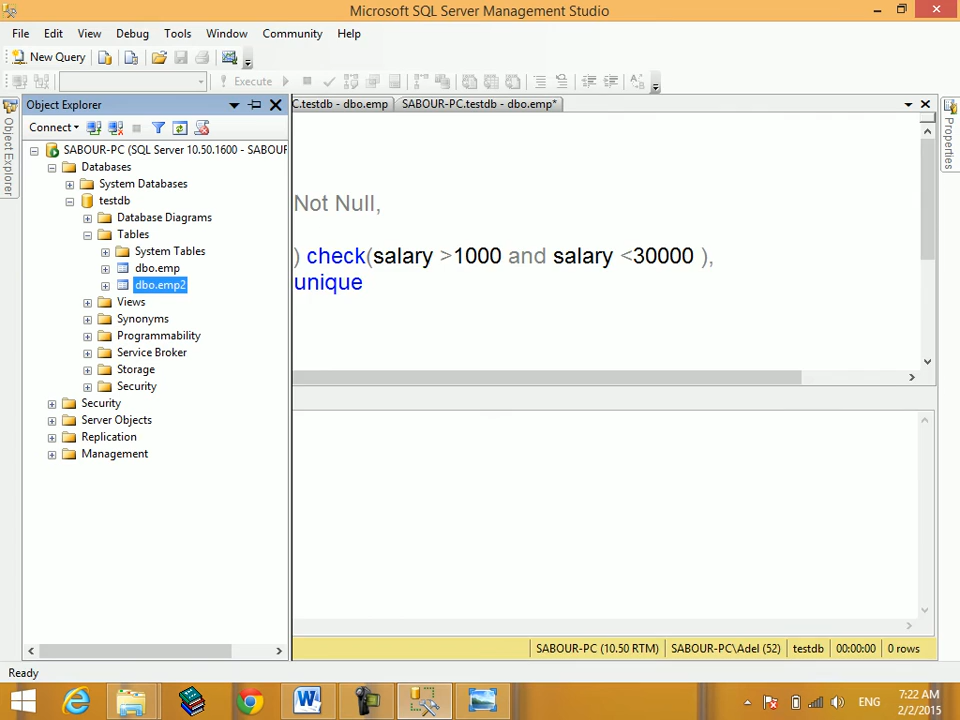 Microsoft SQL Server Management Studio
File Edit View Debug Tools Window Community Help
New Query
Execute
Object Explorer
C.testdb - dbo.emp
SABOUR-PC.testdb - dbo.emp*
Object Explorer
Properties
Connect
SABOUR-PC (SQL Server 10.50.1600 - SABOUR
Databases
System Databases
testdb
Database Diagrams
Tables
System Tables
dbo.emp
dbo.emp2
Views
Synonyms
Programmability
Service Broker
Storage
Security
Security
Server Objects
Replication
Management
Not Null,
) check(salary >1000 and salary <30000 ),
unique
SABOUR-PC (10.50 RTM) SABOUR-PC\Adel (52) testdb 00:00:00 0 rows
Ready
ENG
7:22 AM
2/2/2015